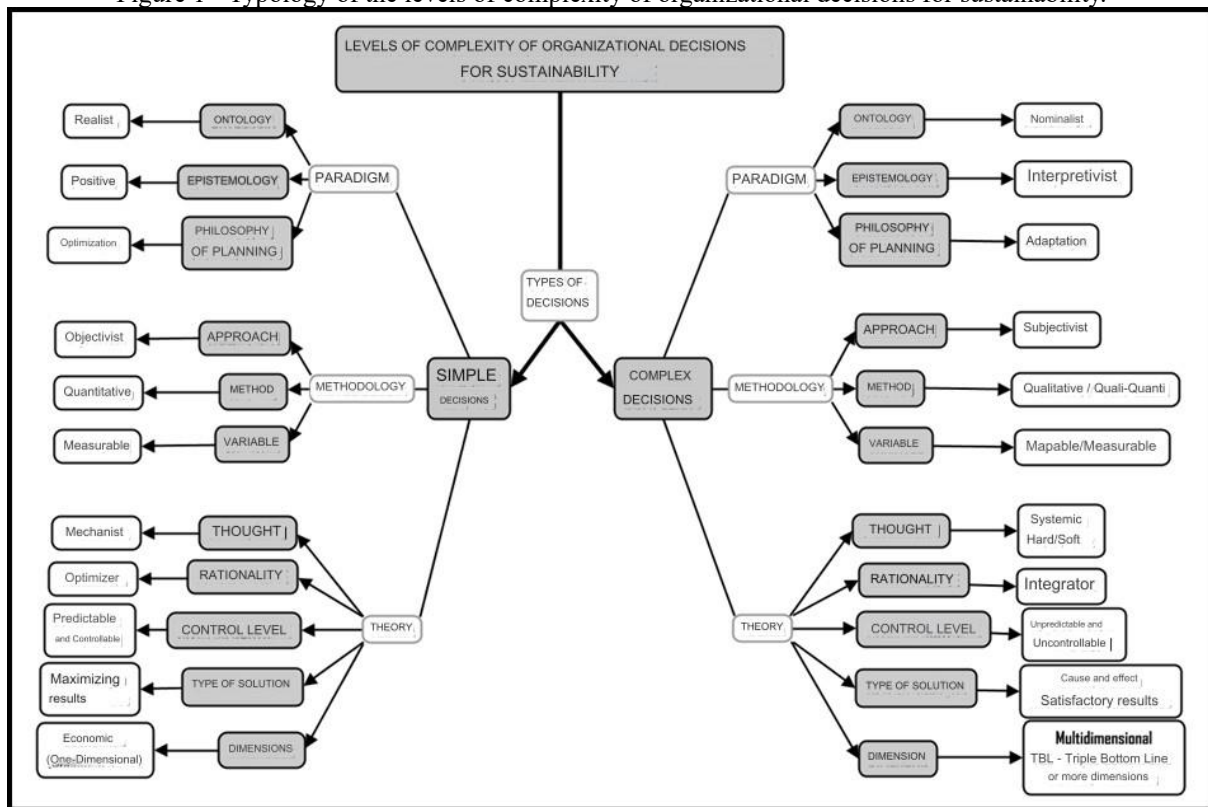 Figure 1 - Typology of the levels of complexity of organizational decisions for sustainability.
LEVELS OF COMPLEXITY OF ORGANIZATIONAL DECISIONS
FOR SUSTAINABILITY
TYPES OF
DECISIONS
SIMPLE
DECISIONS
PARADIGM
ONTOLOGY
Realist
EPISTEMOLOGY
Positive
PHILOSOPHY
OF PLANNING
Optimization
METHODOLOGY
APPROACH
Objectivist
METHOD
Quantitative
VARIABLE
Measurable
THEORY
THOUGHT
Mechanist
RATIONALITY
Optimizer
CONTROL LEVEL
Predictable
and Controllable
TYPE OF SOLUTION
Maximizing
results
DIMENSIONS
Economic
(One-Dimensional)
COMPLEX
DECISIONS
PARADIGM
ONTOLOGY
Nominalist
EPISTEMOLOGY
Interpretivist
PHILOSOPHY
OF PLANNING
Adaptation
METHODOLOGY
APPROACH
Subjectivist
METHOD
Qualitative / Quali-Quanti
VARIABLE
Mapable/Measurable
THEORY
THOUGHT
Systemic
Hard/Soft
RATIONALITY
Integrator
CONTROL LEVEL
Unpredictable and
Uncontrollable
TYPE OF SOLUTION
Cause and effect
Satisfactory results
DIMENSION
Multidimensional
TBL - Triple Bottom Line
or more dimensions